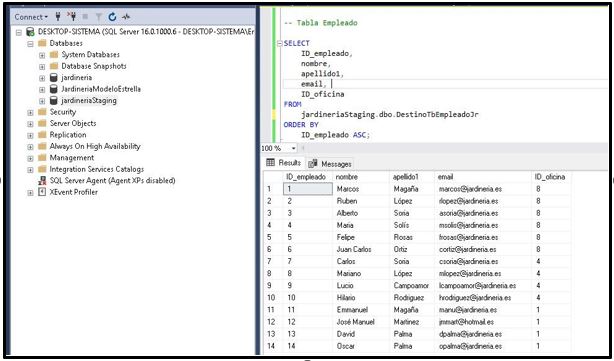 Connect
DESKTOP-SISTEMA (SQL Server 16.0.1000.6 - DESKTOP-SISTEMA\Er
Databases
System Databases
Database Snapshots
jardineria
JardineriaModeloEstrella
jardineriaStaging
Security
Server Objects
Replication
Always On High Availability
Management
Integration Services Catalogs
SQL Server Agent (Agent XPs disabled)
XEvent Profiler
-- Tabla Empleado
SELECT
ID_empleado,
nombre,
apellido1,
email,
ID_oficina
FROM
jardineriaStaging.dbo.DestinoTbEmpleadoJr
ORDER BY
ID_empleado ASC;
100 %
Results Messages
ID_empleado nombre apellido1 email ID_oficina
1 1 Marcos Magaña marcos@jardineria.es 8
2 2 Ruben López rlopez@jardineria.es 8
3 3 Alberto Soria asoria@jardineria.es 8
4 4 Maria Solís msolis@jardineria.es 8
5 5 Felipe Rosas frosas@jardineria.es 8
6 6 Juan Carlos Ortiz cortiz@jardineria.es 8
7 7 Carlos Soria csoria@jardineria.es 4
8 8 Mariano López mlopez@jardineria.es 4
9 9 Lucio Campoamor lcampoamor@jardineria.es 4
10 10 Hilario Rodriguez hrodriguez@jardineria.es 4
11 11 Emmanuel Magaña manu@jardineria.es 1
12 12 José Manuel Martinez jmmart@hotmail.es 1
13 13 David Palma dpalma@jardineria.es 1
14 14 Oscar Palma opalma@jardineria.es 1